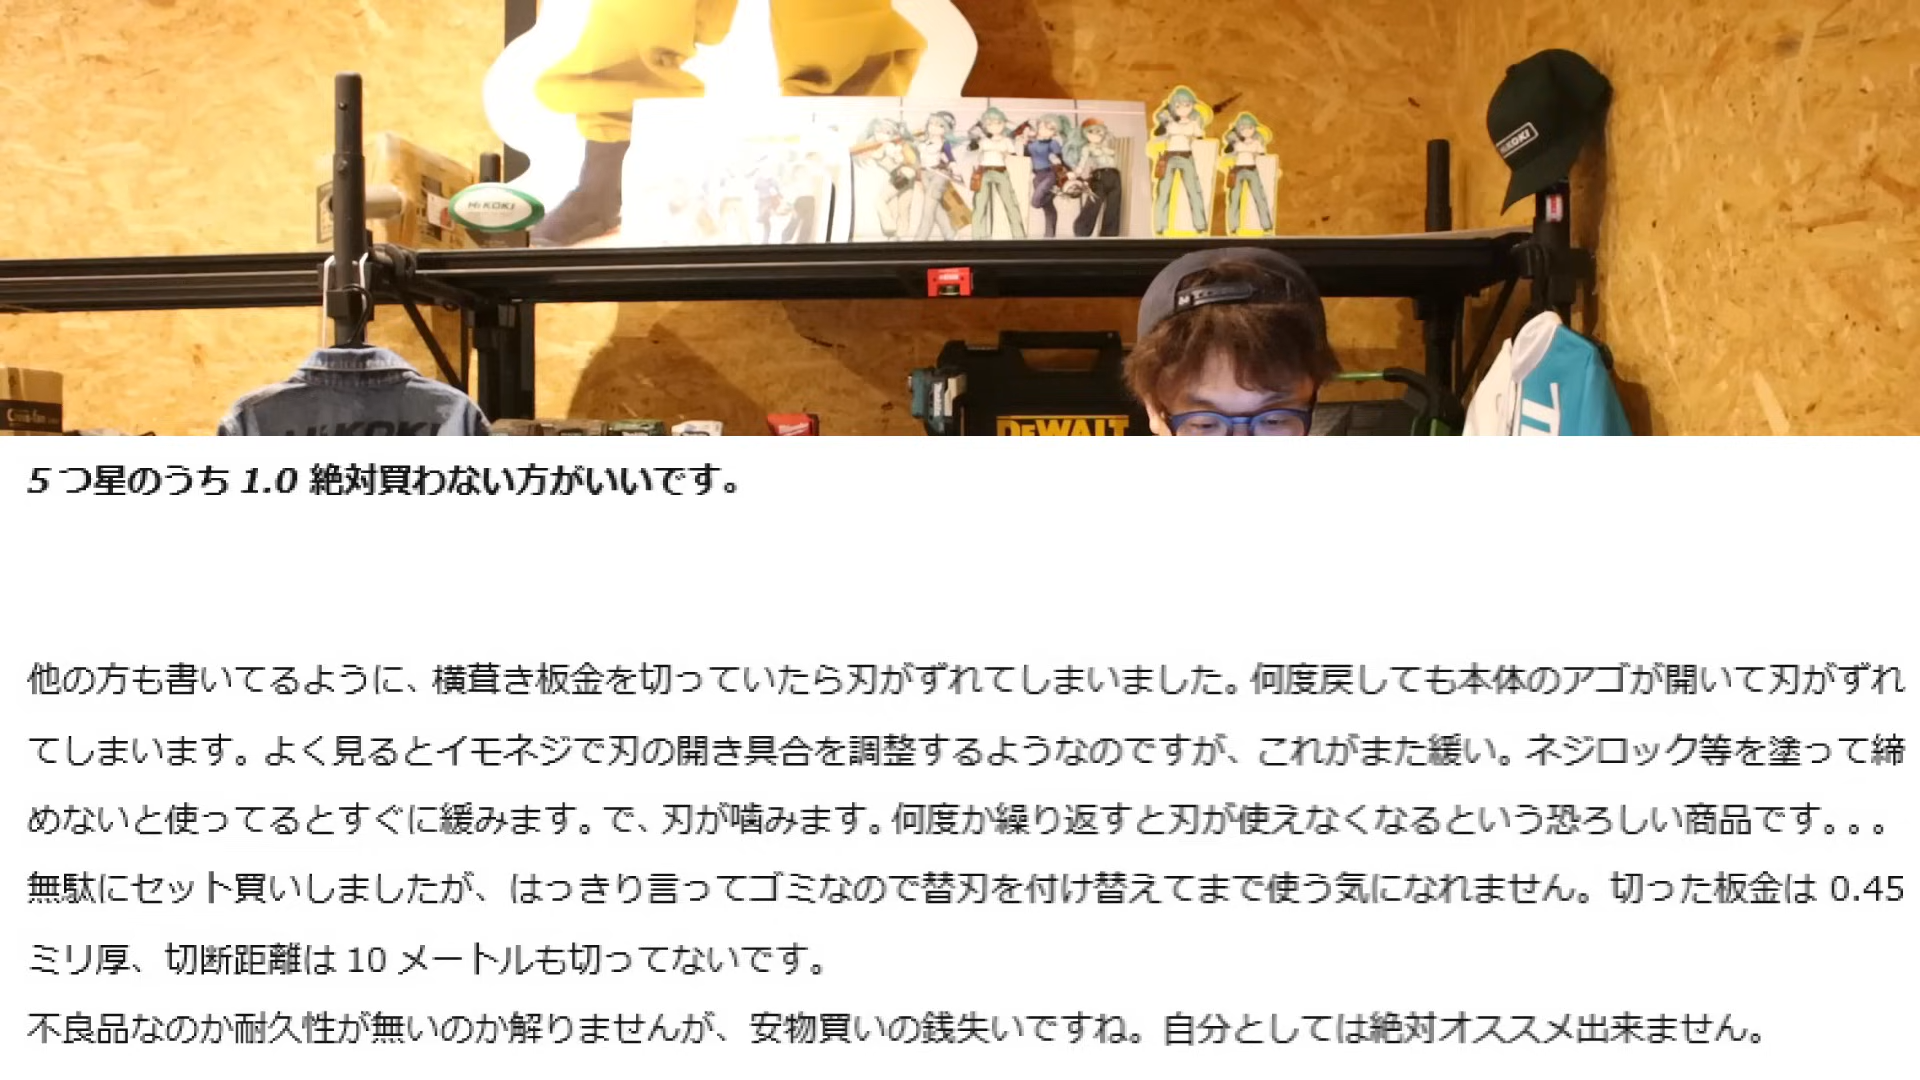 HiKOKI
HiKOKI
HiKOKI
DEWALT
5つ星のうち1.0 絶対買わない方がいいです。
他の方も書いてるように、横葺き板金を切っていたら刃がずれてしまいました。何度戻しても本体のアゴが開いて刃がずれ
てしまいます。よく見るとイモネジで刃の開き具合を調整するようなのですが、これがまた緩い。ネジロック等を塗って締
めないと使ってるとすぐに緩みます。で、刃が噛みます。何度か繰り返すと刃が使えなくなるという恐ろしい商品です。。。
無駄にセット買いしましたが、はっきり言ってゴミなので替刃を付け替えてまで使う気になれません。切った板金は 0.45
ミリ厚、切断距離は 10 メートルも切ってないです。
不良品なのか耐久性が無いのか解りませんが、安物買いの銭失いですね。自分としては絶対オススメ出来ません。